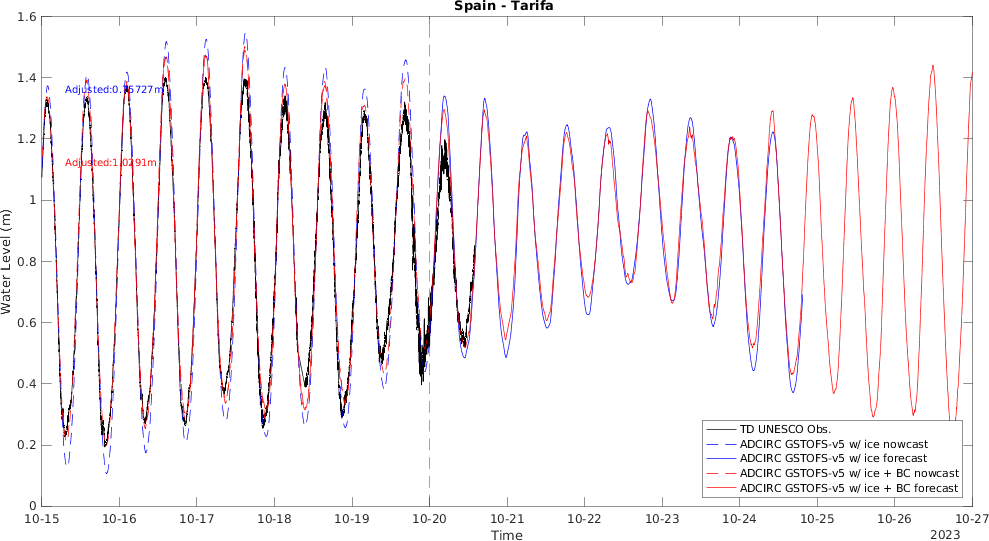 Spain - Tarifa
1.6
1.4
1.2
1
0.8
0.6
0.4
0.2
0
Water Level (m)
Adjusted:0.75727m
Adjusted:1.0291m
TD UNESCO Obs.
ADCIRC GSTOFS-v5 w/ ice nowcast
ADCIRC GSTOFS-v5 w/ ice forecast
ADCIRC GSTOFS-v5 w/ ice + BC nowcast
ADCIRC GSTOFS-v5 w/ ice + BC forecast
10-15 10-16 10-17 10-18 10-19 10-20 10-21 10-22 10-23 10-24 10-25 10-26 10-27
Time
2023